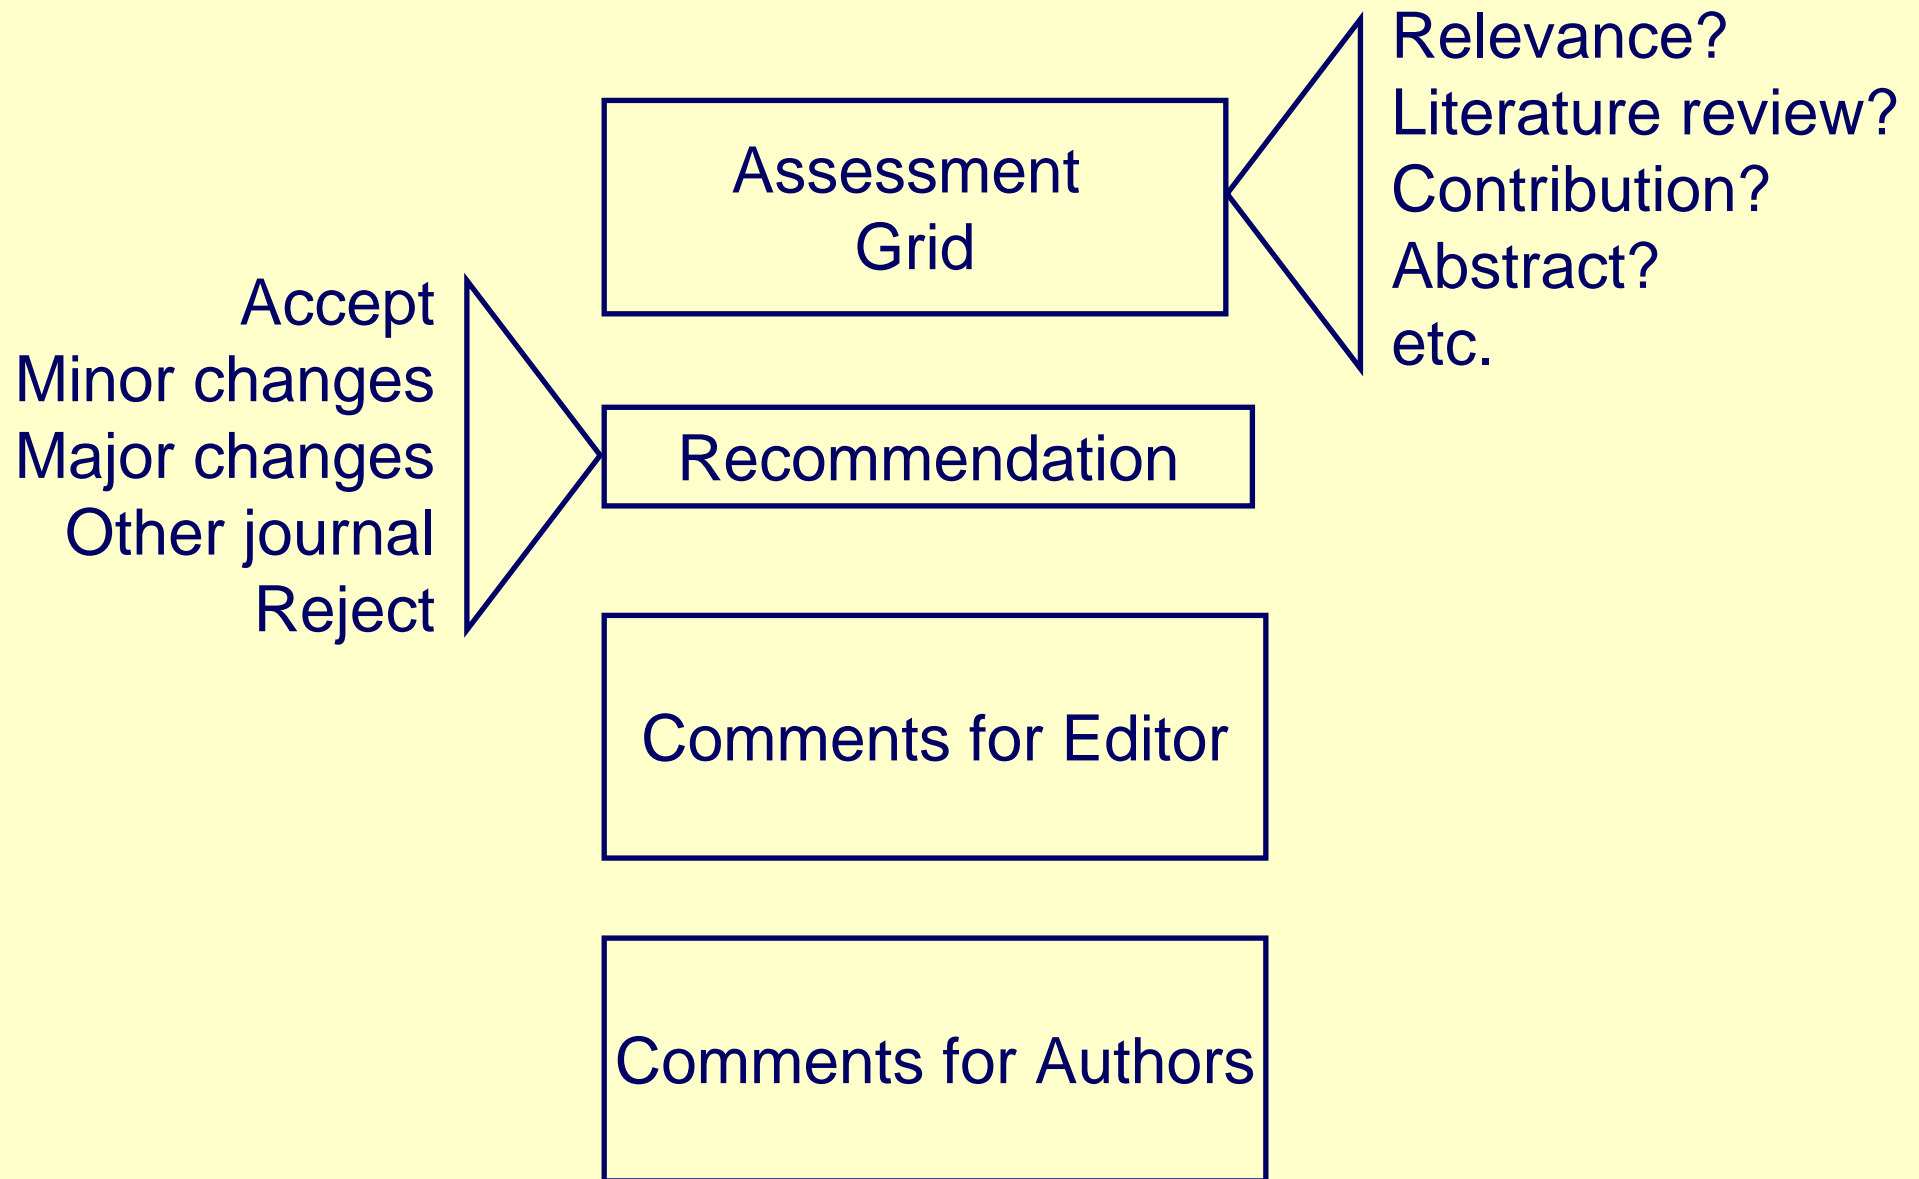 Relevance?
Literature review?
Contribution?
Abstract?
etc.
Assessment
Grid
Accept
Minor changes
Major changes
Other journal
Reject
Recommendation
Comments for Editor
Comments for Authors